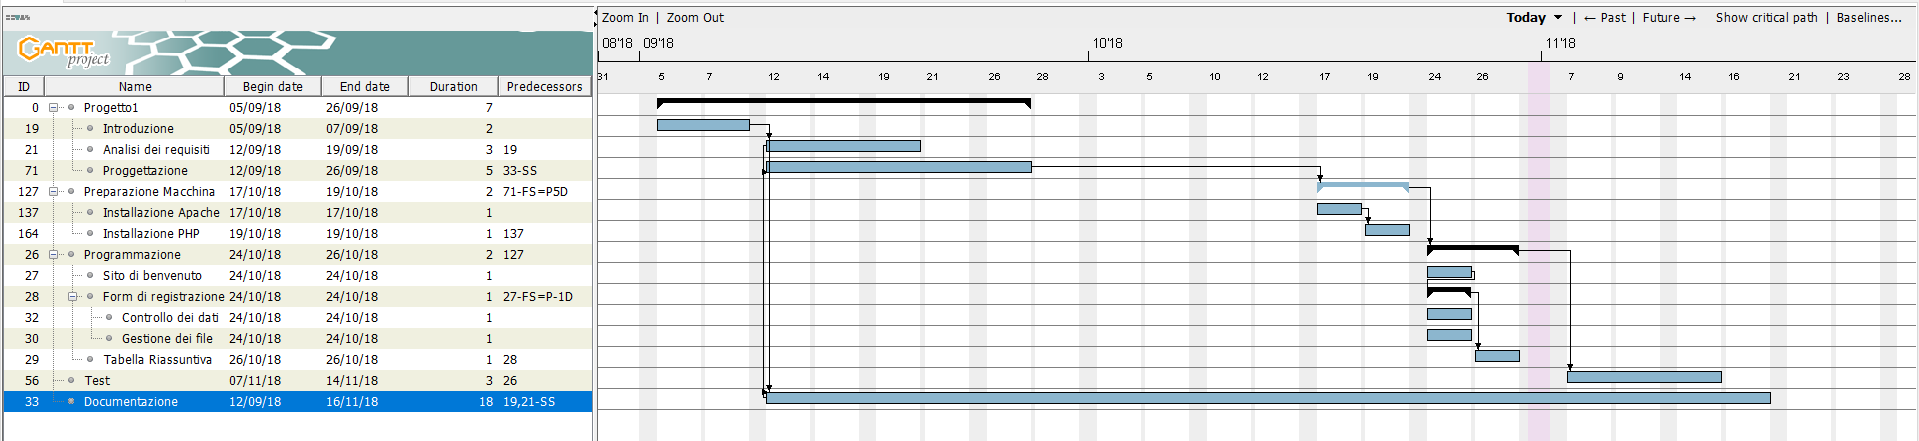 Zoom In | Zoom Out Today | ← Past | Future → Show critical path | Baselines...
GANTT project
08'18 09'18 10'18 11'18
31 5 7 12 14 19 21 26 28 3 5 10 12 17 19 24 26 7 9 14 16 21 23 28
ID Name Begin date End date Duration Predecessors
0 Progetto1 05/09/18 26/09/18 7
19 Introduzione 05/09/18 07/09/18 2
21 Analisi dei requisiti 12/09/18 19/09/18 3 19
71 Proggettazione 12/09/18 26/09/18 5 33-SS
127 Preparazione Macchina 17/10/18 19/10/18 2 71-FS=P5D
137 Installazione Apache 17/10/18 17/10/18 1
164 Installazione PHP 19/10/18 19/10/18 1 137
26 Programmazione 24/10/18 26/10/18 2 127
27 Sito di benvenuto 24/10/18 24/10/18 1
28 Form di registrazione 24/10/18 24/10/18 1 27-FS=P-1D
32 Controllo dei dati 24/10/18 24/10/18 1
30 Gestione dei file 24/10/18 24/10/18 1
29 Tabella Riassuntiva 26/10/18 26/10/18 1 28
56 Test 07/11/18 14/11/18 3 26
33 Documentazione 12/09/18 16/11/18 18 19,21-SS